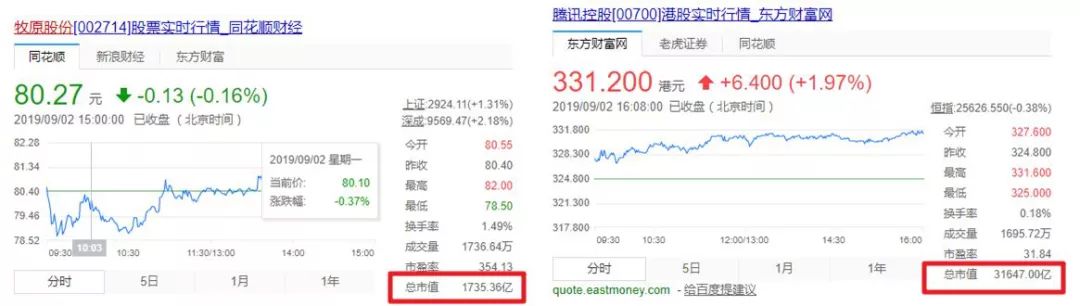 牧原股份[002714]股票实时行情_同花顺财经
同花顺 新浪财经 东方财富
80.27 元 -0.13 (-0.16%)
2019/09/02 15:00:00 已收盘（北京时间）
上证:2924.11(+1.31%)
深成:9569.47(+2.18%)
82.28
81.34
80.40
79.46
78.52
2019/09/02 星期一
当前价: 80.10
涨跌幅: -0.37%
09:30 10:03 10:30 11:30/13:00 14:00 15:00
今开 80.55
昨收 80.40
最高 82.00
最低 78.50
换手率 1.49%
成交量 1736.64万
市盈率 354.13
总市值 1735.36亿
分时 5日 1月 1年
腾讯控股[00700]港股实时行情_东方财富网
东方财富网 老虎证券 同花顺
331.200 港元 +6.400 (+1.97%)
2019/09/02 16:08:00 已收盘（北京时间）
恒指:25626.550(-0.38%)
331.800
328.300
324.800
321.300
317.800
09:30 10:30 12:00/13:00 14:30 16:00
今开 327.600
昨收 324.800
最高 331.600
最低 325.000
换手率 0.18%
成交量 1695.72万
市盈率 31.84
总市值 31647.00亿
分时 5日 1月 1年
quote.eastmoney.com - 给百度提建议